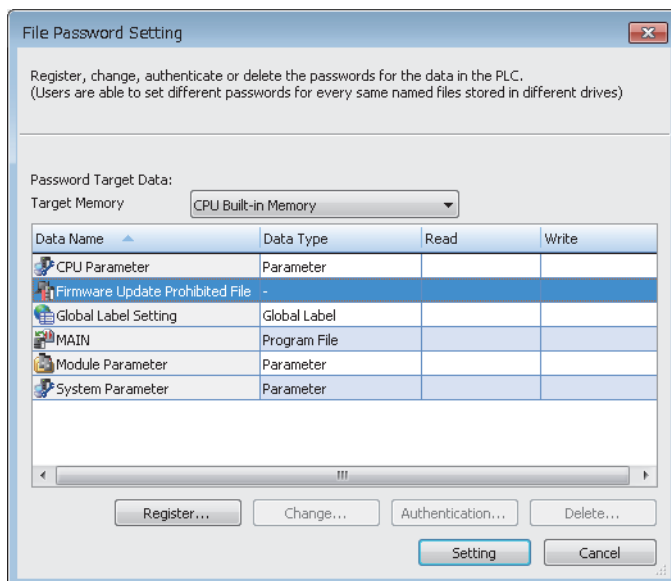 File Password Setting
Register, change, authenticate or delete the passwords for the data in the PLC.
(Users are able to set different passwords for every same named files stored in different drives)
Password Target Data:
Target Memory CPU Built-in Memory
Data Name Data Type Read Write
CPU Parameter Parameter
Firmware Update Prohibited File -
Global Label Setting Global Label
MAIN Program File
Module Parameter Parameter
System Parameter Parameter
Register... Change... Authentication... Delete...
Setting Cancel